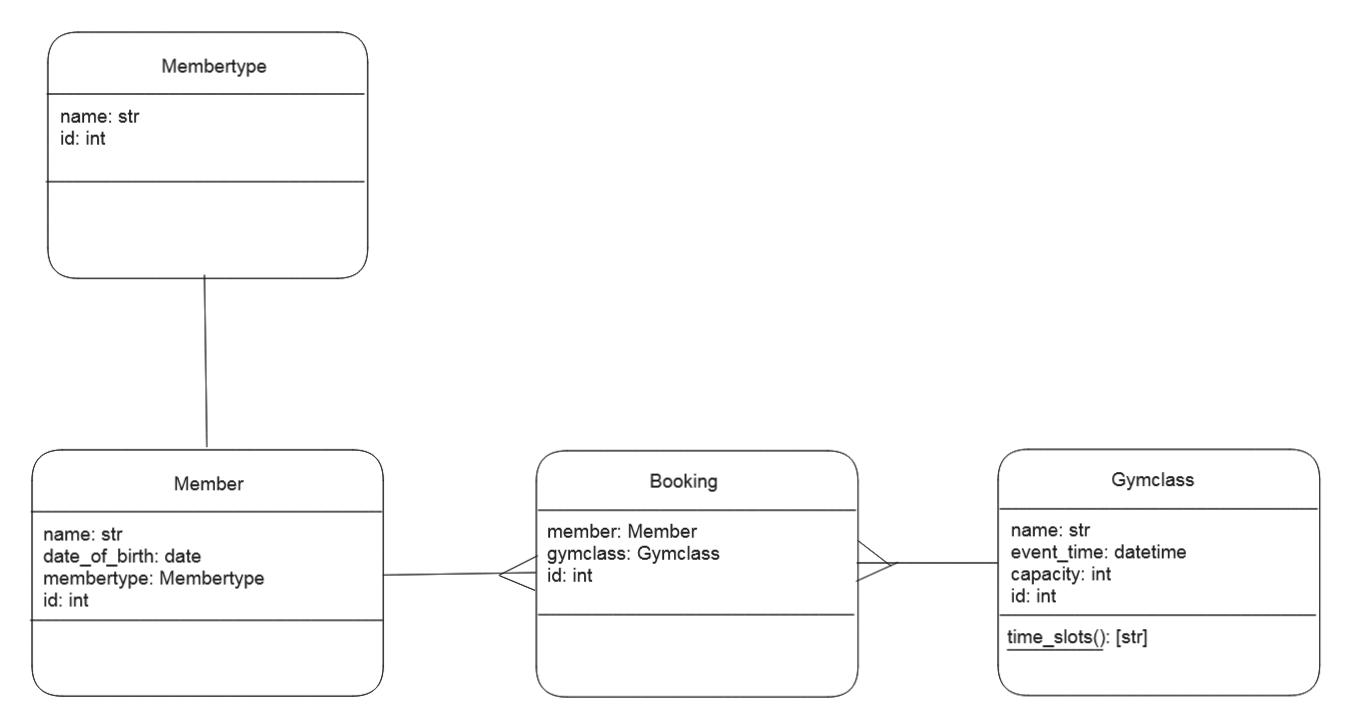 Membertype
name: str
id: int
Member
name: str
date_of_birth: date
membertype: Membertype
id: int
Booking
member: Member
gymclass: Gymclass
id: int
Gymclass
name: str
event_time: datetime
capacity: int
id: int
time_slots(): [str]